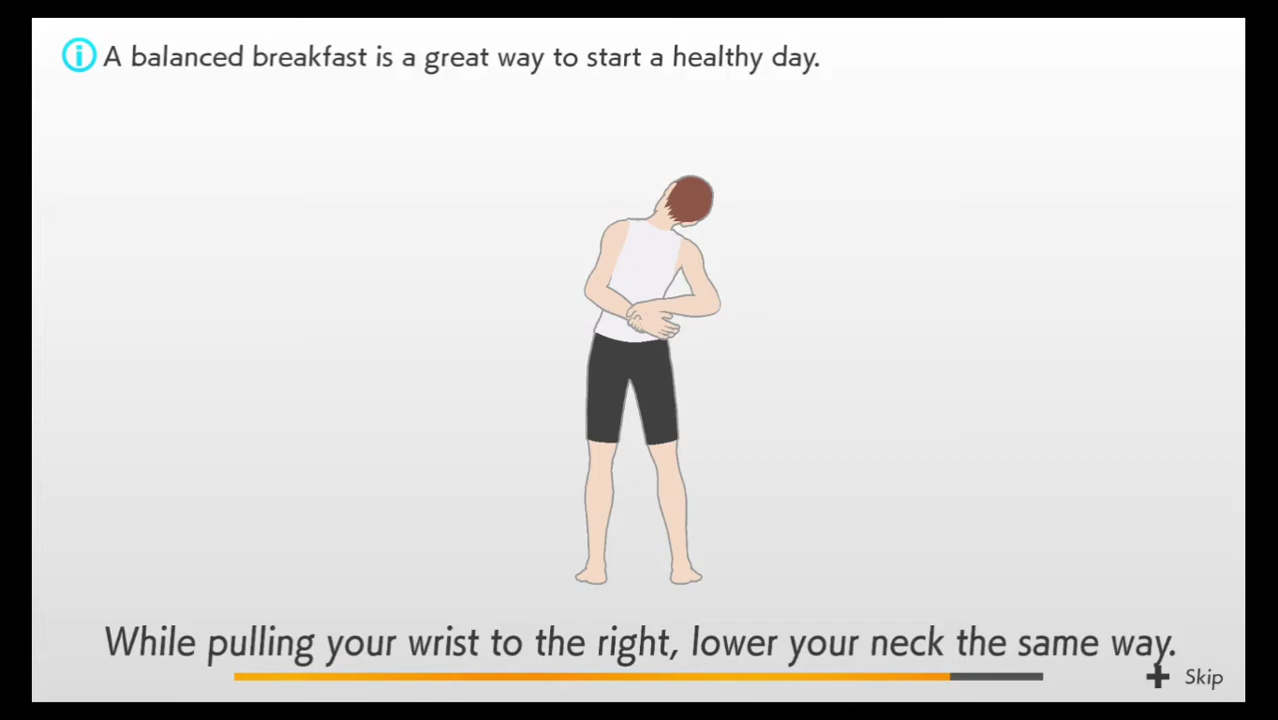 A balanced breakfast is a great way to start a healthy day.
While pulling your wrist to the right, lower your neck the same way.
Skip